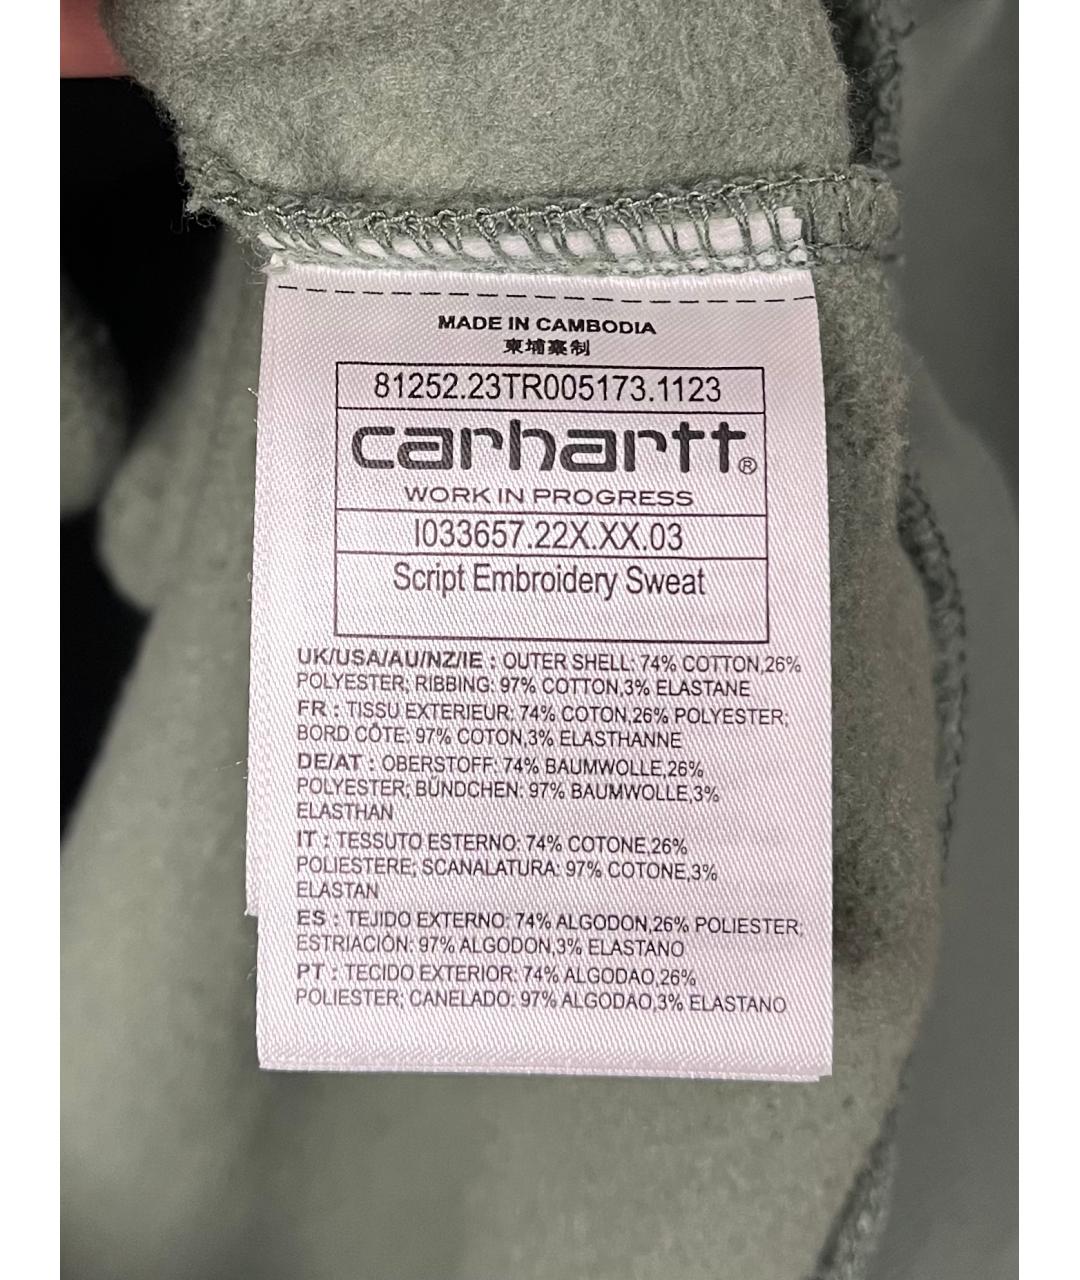 MADE IN CAMBODIA
柬埔寨制
81252.23TR005173.1123
carhartt®
WORK IN PROGRESS
I033657.22X.XX.03
Script Embroidery Sweat
UK/USA/AU/NZ/IE : OUTER SHELL: 74% COTTON,26%
POLYESTER; RIBBING: 97% COTTON,3% ELASTANE
FR : TISSU EXTERIEUR: 74% COTON,26% POLYESTER;
BORD CÔTE: 97% COTON,3% ELASTHANNE
DE/AT : OBERSTOFF: 74% BAUMWOLLE,26%
POLYESTER; BÜNDCHEN: 97% BAUMWOLLE,3%
ELASTHAN
IT : TESSUTO ESTERNO: 74% COTONE,26%
POLIESTERE; SCANALATURA: 97% COTONE,3%
ELASTAN
ES : TEJIDO EXTERNO: 74% ALGODON,26% POLIESTER;
ESTRIACIÓN: 97% ALGODON,3% ELASTANO
PT : TECIDO EXTERIOR: 74% ALGODAO,26%
POLIESTER; CANELADO: 97% ALGODAO,3% ELASTANO